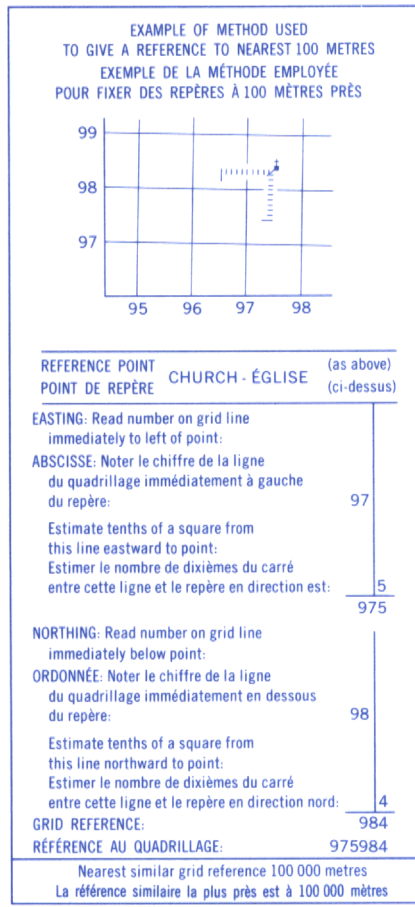 EXAMPLE OF METHOD USED
TO GIVE A REFERENCE TO NEAREST 100 METRES
EXEMPLE DE LA MÉTHODE EMPLOYÉE
POUR FIXER DES REPÈRES À 100 MÈTRES PRÈS
99
98
97
95 96 97 98
REFERENCE POINT
POINT DE REPÈRE
CHURCH - ÉGLISE
(as above)
(ci-dessus)
EASTING: Read number on grid line
immediately to left of point:
ABSCISSE: Noter le chiffre de la ligne
du quadrillage immédiatement à gauche
du repère: 97
Estimate tenths of a square from
this line eastward to point:
Estimer le nombre de dixièmes du carré
entre cette ligne et le repère en direction est: 5
975
NORTHING: Read number on grid line
immediately below point:
ORDONNÉE: Noter le chiffre de la ligne
du quadrillage immédiatement en dessous
du repère: 98
Estimate tenths of a square from
this line northward to point:
Estimer le nombre de dixièmes du carré
entre cette ligne et le repère en direction nord: 4
GRID REFERENCE: 984
RÉFÉRENCE AU QUADRILLAGE: 975984
Nearest similar grid reference 100 000 metres
La référence similaire la plus près est à 100 000 mètres